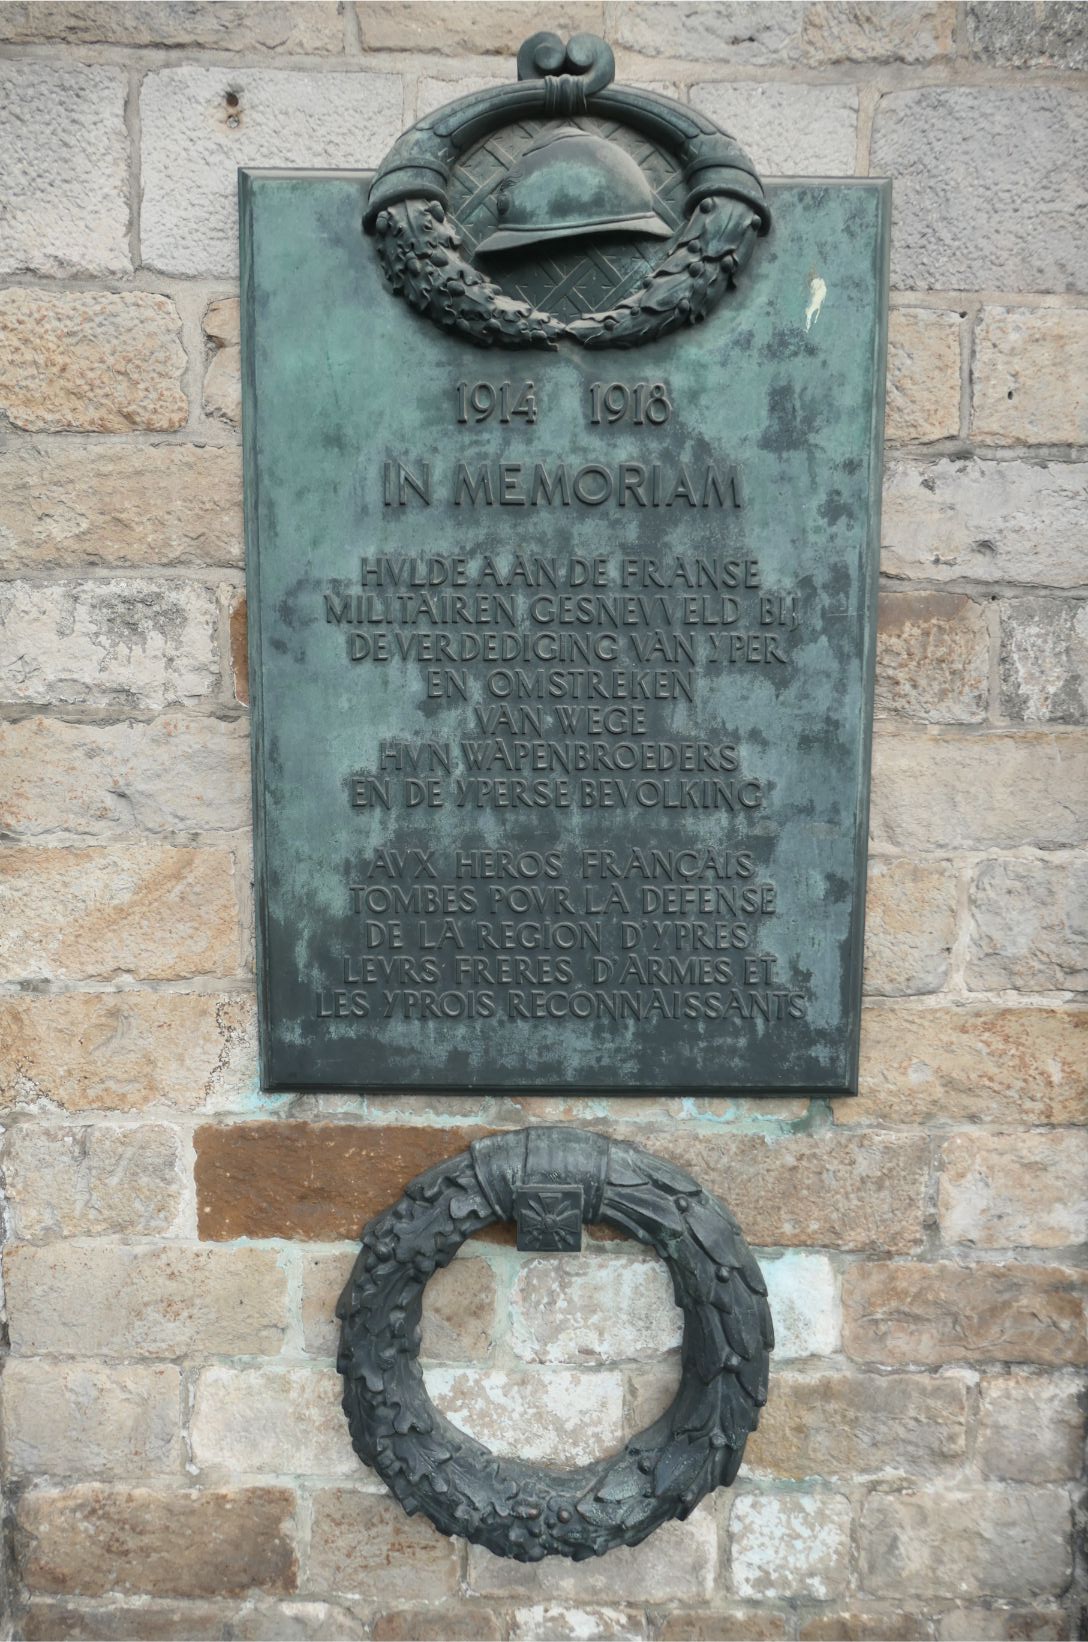 1914 1918
IN MEMORIAM
HVLDE AAN DE FRANSE
MILITAIREN GESNEVVELD BIJ
DE VERDEDIGING VAN YPER
EN OMSTREKEN
VAN WEGE
HVN WAPENBROEDERS
EN DE YPERSE BEVOLKING
AVX HEROS FRANÇAIS
TOMBES POVR LA DEFENSE
DE LA REGION D'YPRES
LEVRS FRERES D'ARMES ET
LES YPROIS RECONNAISSANTS